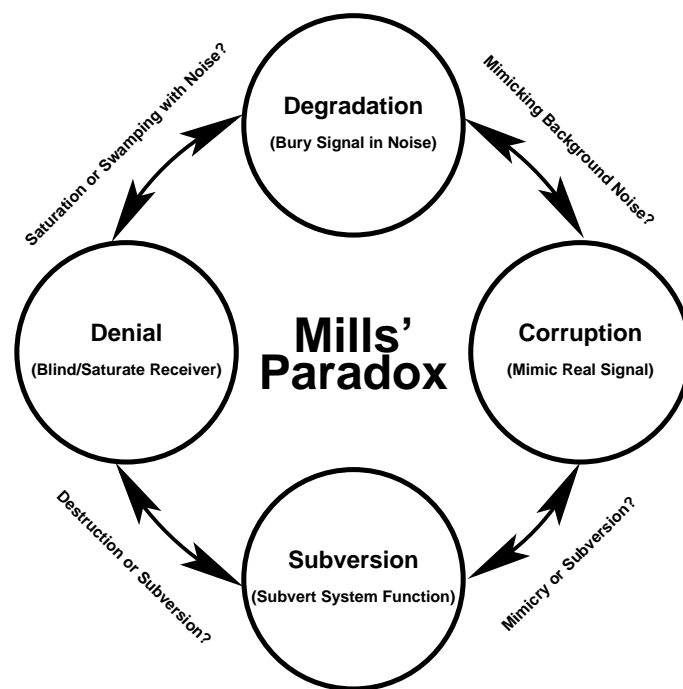 Degradation
(Bury Signal in Noise)
Saturation or Swamping with Noise?
Mimicking Background Noise?
Denial
(Blind/Saturate Receiver)
Mills’
Paradox
Corruption
(Mimic Real Signal)
Destruction or Subversion?
Mimicry or Subversion?
Subversion
(Subvert System Function)